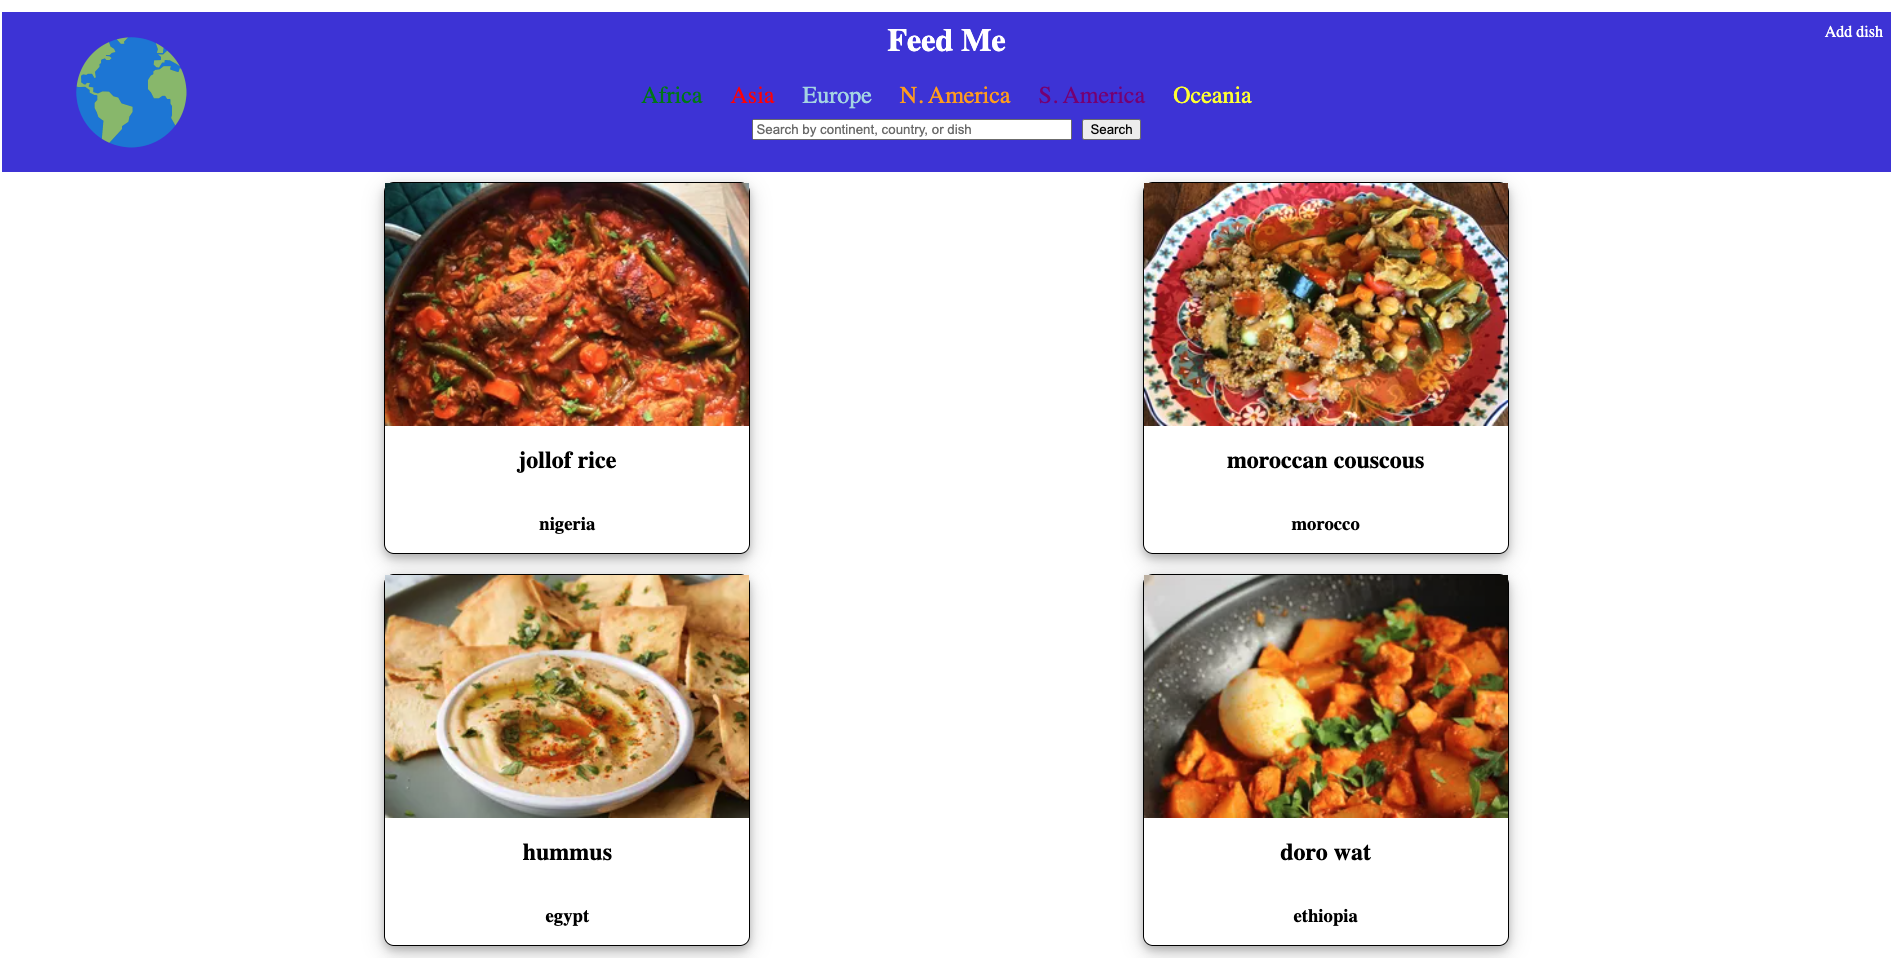 Feed Me
Add dish
Africa Asia Europe N. America S. America Oceania
Search by continent, country, or dish Search
jollof rice
nigeria
moroccan couscous
morocco
hummus
egypt
doro wat
ethiopia